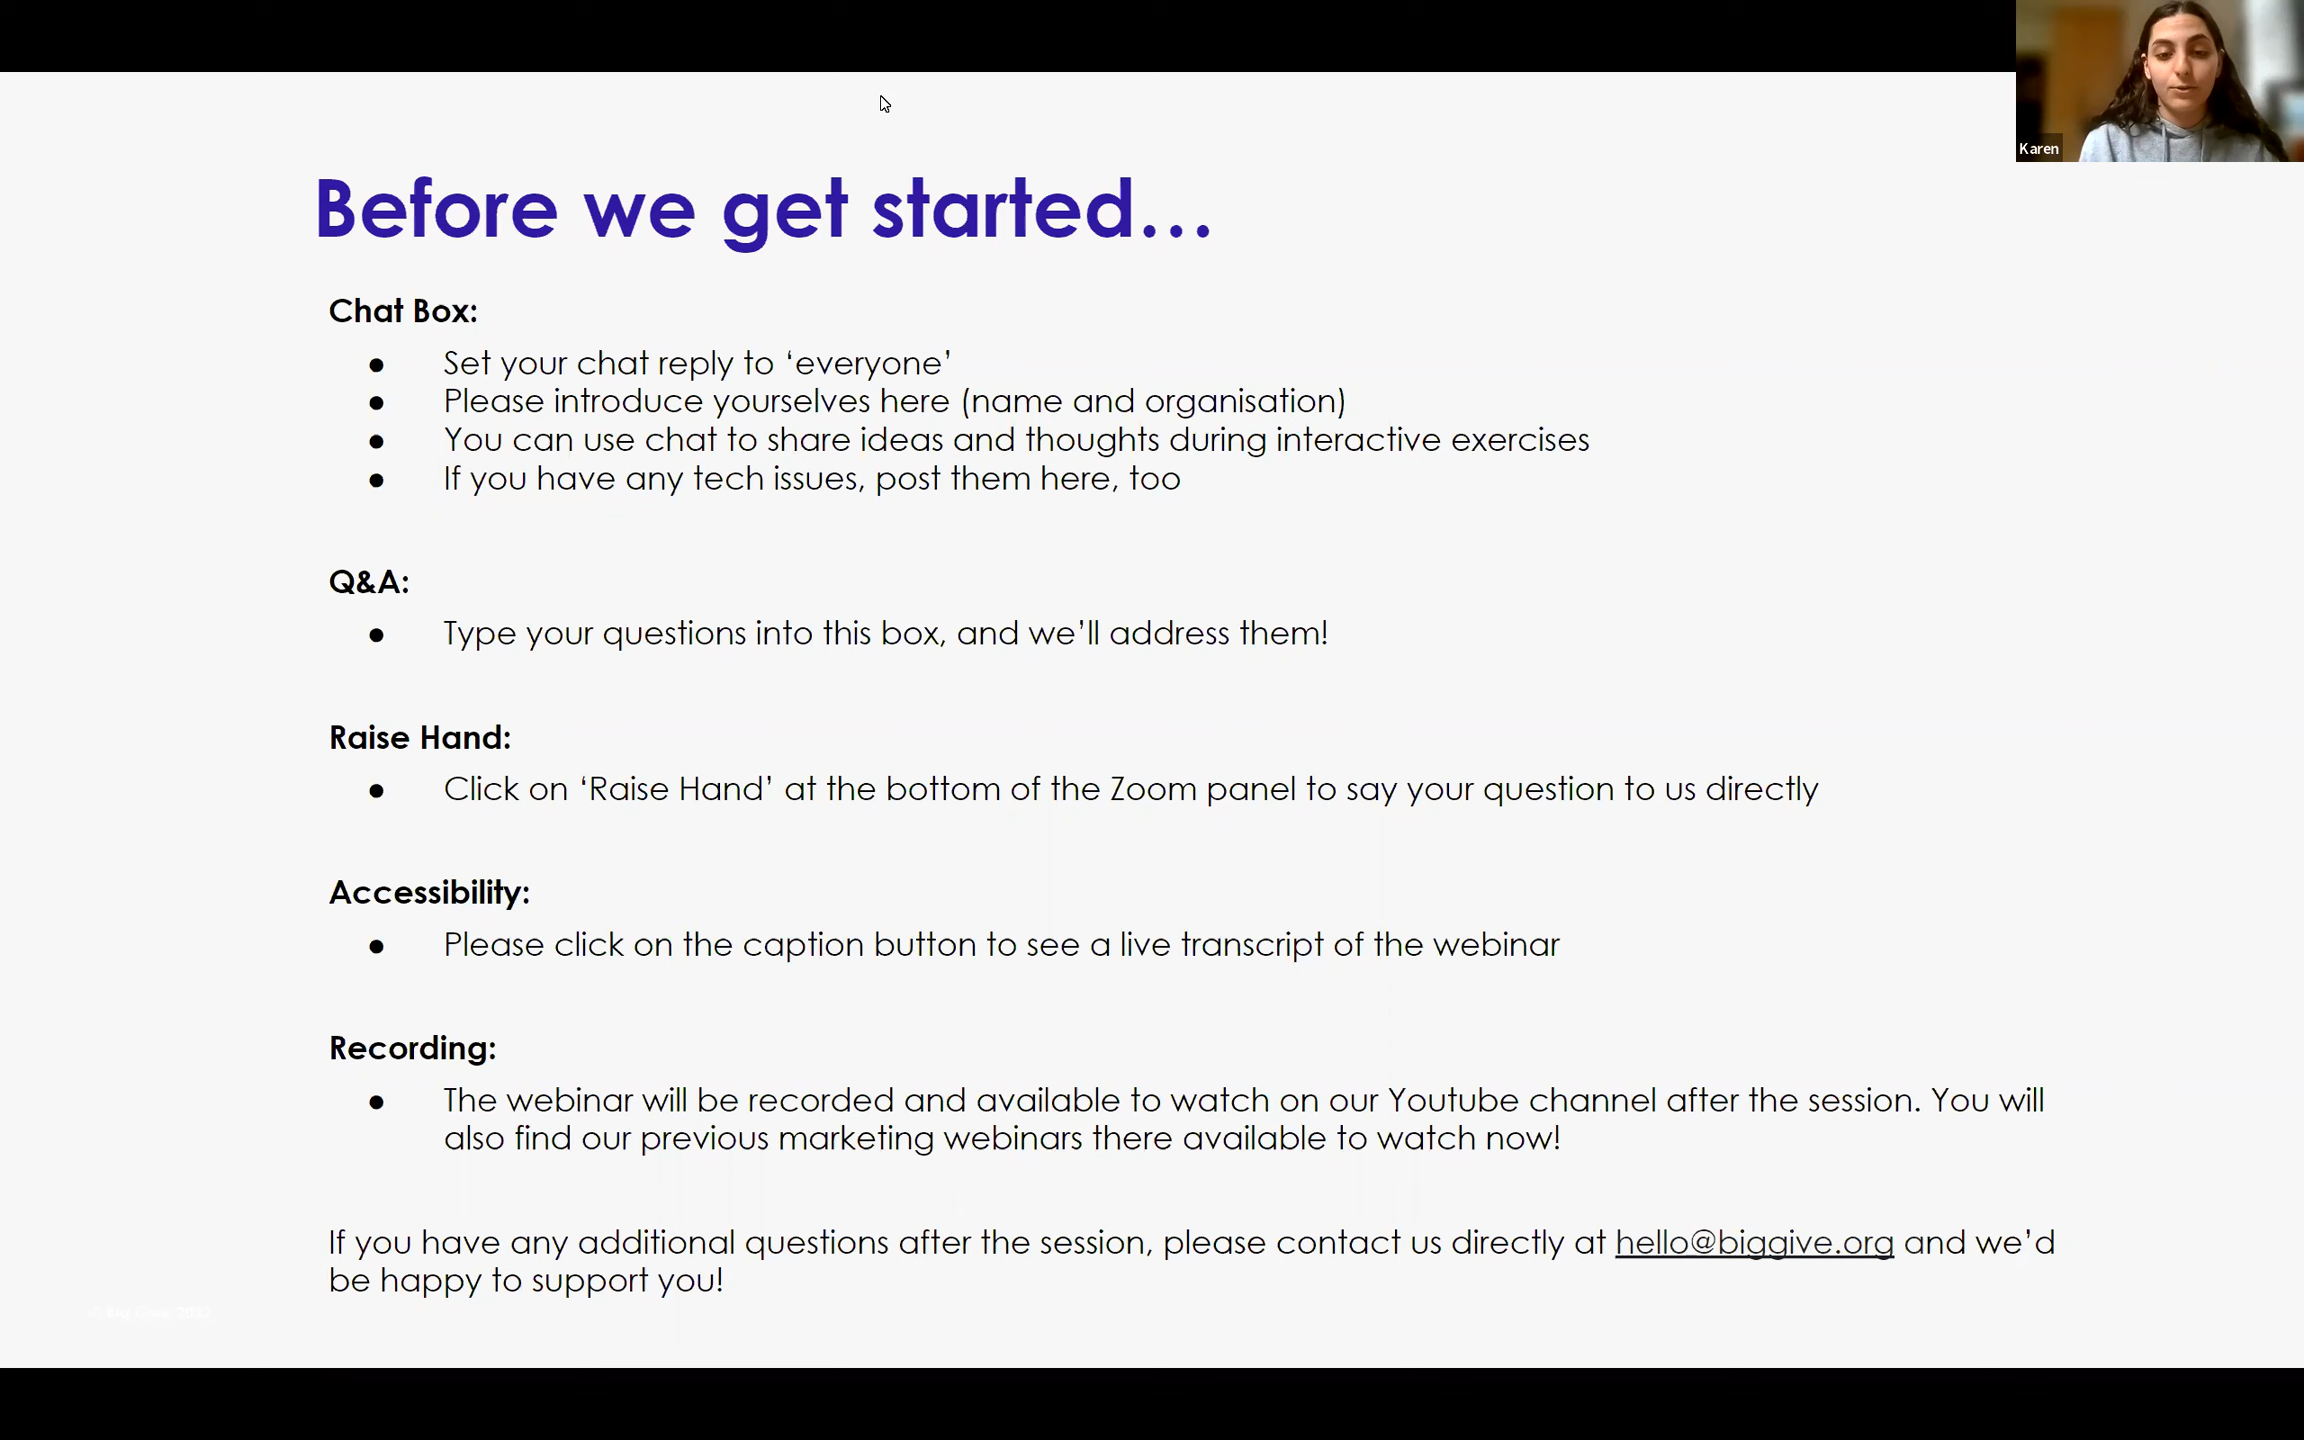 Karen
Before we get started...
Chat Box:
● Set your chat reply to ‘everyone’
● Please introduce yourselves here (name and organisation)
● You can use chat to share ideas and thoughts during interactive exercises
● If you have any tech issues, post them here, too
Q&A:
● Type your questions into this box, and we’ll address them!
Raise Hand:
● Click on ‘Raise Hand’ at the bottom of the Zoom panel to say your question to us directly
Accessibility:
● Please click on the caption button to see a live transcript of the webinar
Recording:
● The webinar will be recorded and available to watch on our Youtube channel after the session. You will
also find our previous marketing webinars there available to watch now!
If you have any additional questions after the session, please contact us directly at hello@biggive.org and we’d
be happy to support you!